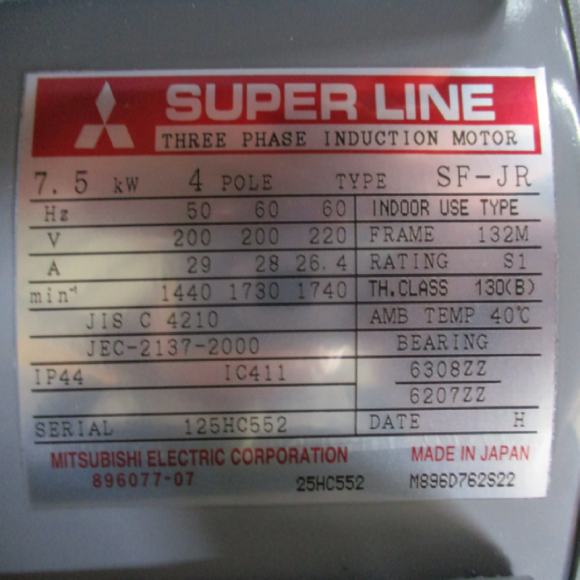 SUPER LINE
THREE PHASE INDUCTION MOTOR
7.5 kW 4 POLE TYPE SF-JR
Hz 50 60 60 INDOOR USE TYPE
V 200 200 220 FRAME 132M
A 29 28 26.4 RATING S1
min⁻¹ 1440 1730 1740 TH.CLASS 130(B)
JIS C 4210 AMB TEMP 40℃
JEC-2137-2000 BEARING
IP44 IC411 6308ZZ
6207ZZ
SERIAL 125HC552 DATE H
MITSUBISHI ELECTRIC CORPORATION MADE IN JAPAN
896077-07 25HC552 M896D762S22